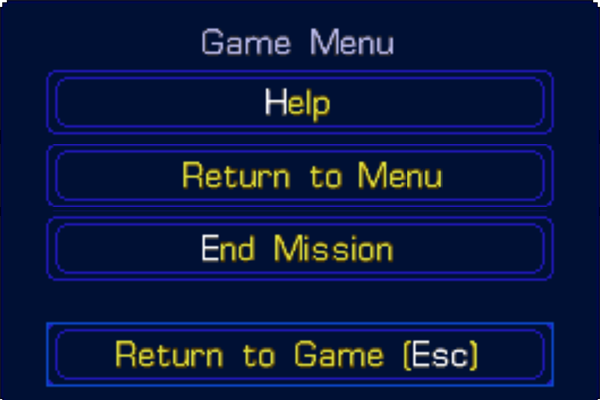 Game Menu
Help
Return to Menu
End Mission
Return to Game (Esc)